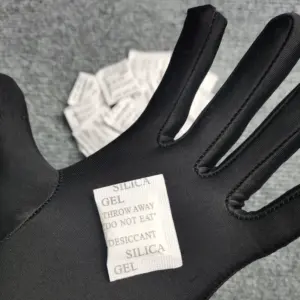 SILICA
GEL
THROW AWAY
"DO NOT EAT"
DESICCANT
SILICA
GEL